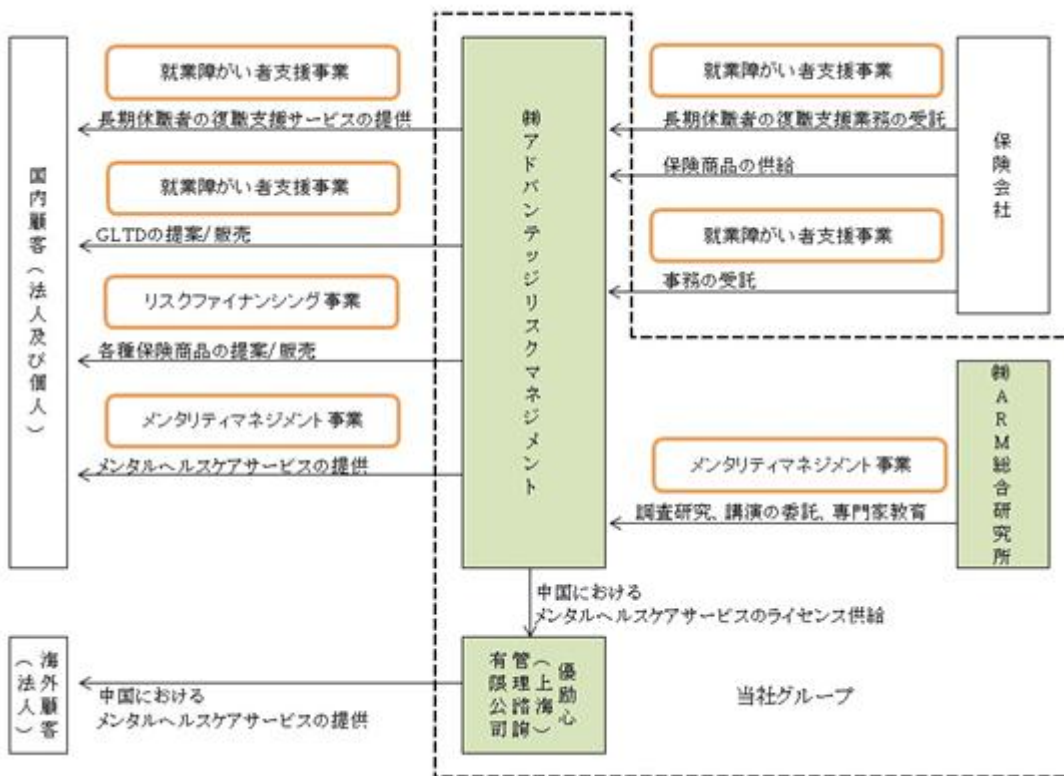 就業障がい者支援事業
長期休職者の復職支援サービスの提供
就業障がい者支援事業
GLTDの提案/販売
リスクファイナンシング事業
各種保険商品の提案/販売
メンタリティマネジメント事業
メンタルヘルスケアサービスの提供
国内顧客(法人及び個人)
㈱アドバンテッジリスクマネジメント
就業障がい者支援事業
長期休職者の復職支援業務の受託
保険商品の供給
就業障がい者支援事業
事務の受託
保険会社
メンタリティマネジメント事業
調査研究、講演の委託、専門家教育
㈱ARM総合研究所
中国における
メンタルヘルスケアサービスのライセンス供給
優励心
(上海)
管理諮詢
有限公司
中国における
メンタルヘルスケアサービスの提供
海外顧客
(法人)
当社グループ